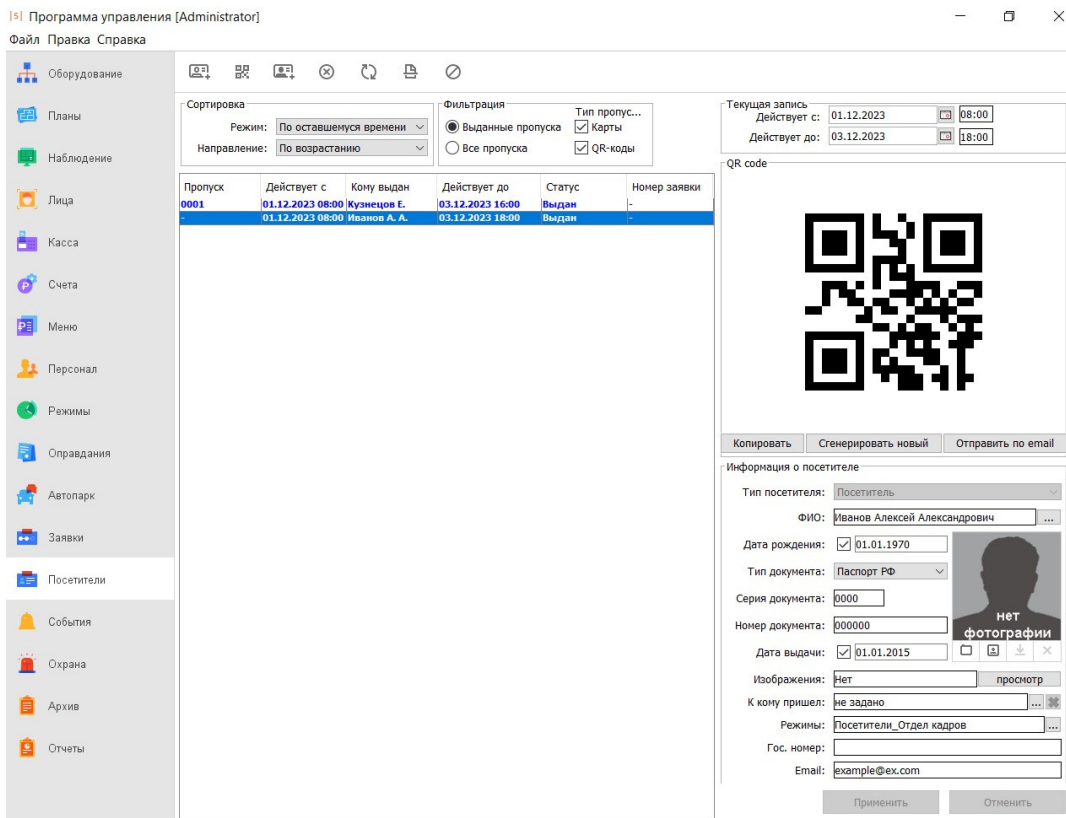 |s| Программа управления [Administrator]
Файл Правка Справка
Оборудование
Планы
Наблюдение
Лица
Касса
Счета
Меню
Персонал
Режимы
Оправдания
Автопарк
Заявки
Посетители
События
Охрана
Архив
Отчеты
Сортировка
Режим: По оставшемуся времени
Направление: По возрастанию
Фильтрация
Тип пропус...
Выданные пропуска Карты
Все пропуска QR-коды
Пропуск Действует с Кому выдан Действует до Статус Номер заявки
0001 01.12.2023 08:00 Кузнецов Е. 03.12.2023 16:00 Выдан -
- 01.12.2023 08:00 Иванов А. А. 03.12.2023 18:00 Выдан -
Текущая запись
Действует с: 01.12.2023 08:00
Действует до: 03.12.2023 18:00
QR code
Копировать Сгенерировать новый Отправить по email
Информация о посетителе
Тип посетителя: Посетитель
ФИО: Иванов Алексей Александрович ...
Дата рождения: 01.01.1970
Тип документа: Паспорт РФ
Серия документа: 0000
Номер документа: 000000
Дата выдачи: 01.01.2015
нет
фотографии
Изображения: Нет просмотр
К кому пришел: не задано ...
Режимы: Посетители_Отдел кадров ...
Гос. номер:
Email: example@ex.com
Применить Отменить